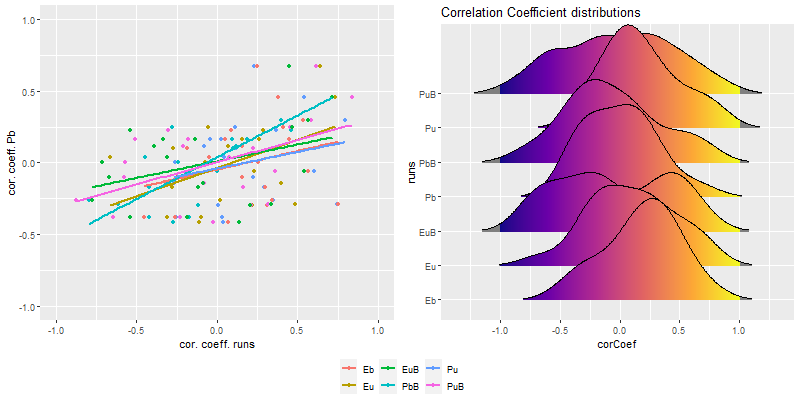 Correlation Coefficient distributions
cor. coeff. Pb
1.0
0.5
0.0
-0.5
-1.0
-1.0 -0.5 0.0 0.5 1.0
cor. coeff. runs
runs
PuB
Pu
PbB
Pb
EuB
Eu
Eb
-1.0 -0.5 0.0 0.5 1.0
corCoef
Eb EuB Pu
Eu PbB PuB